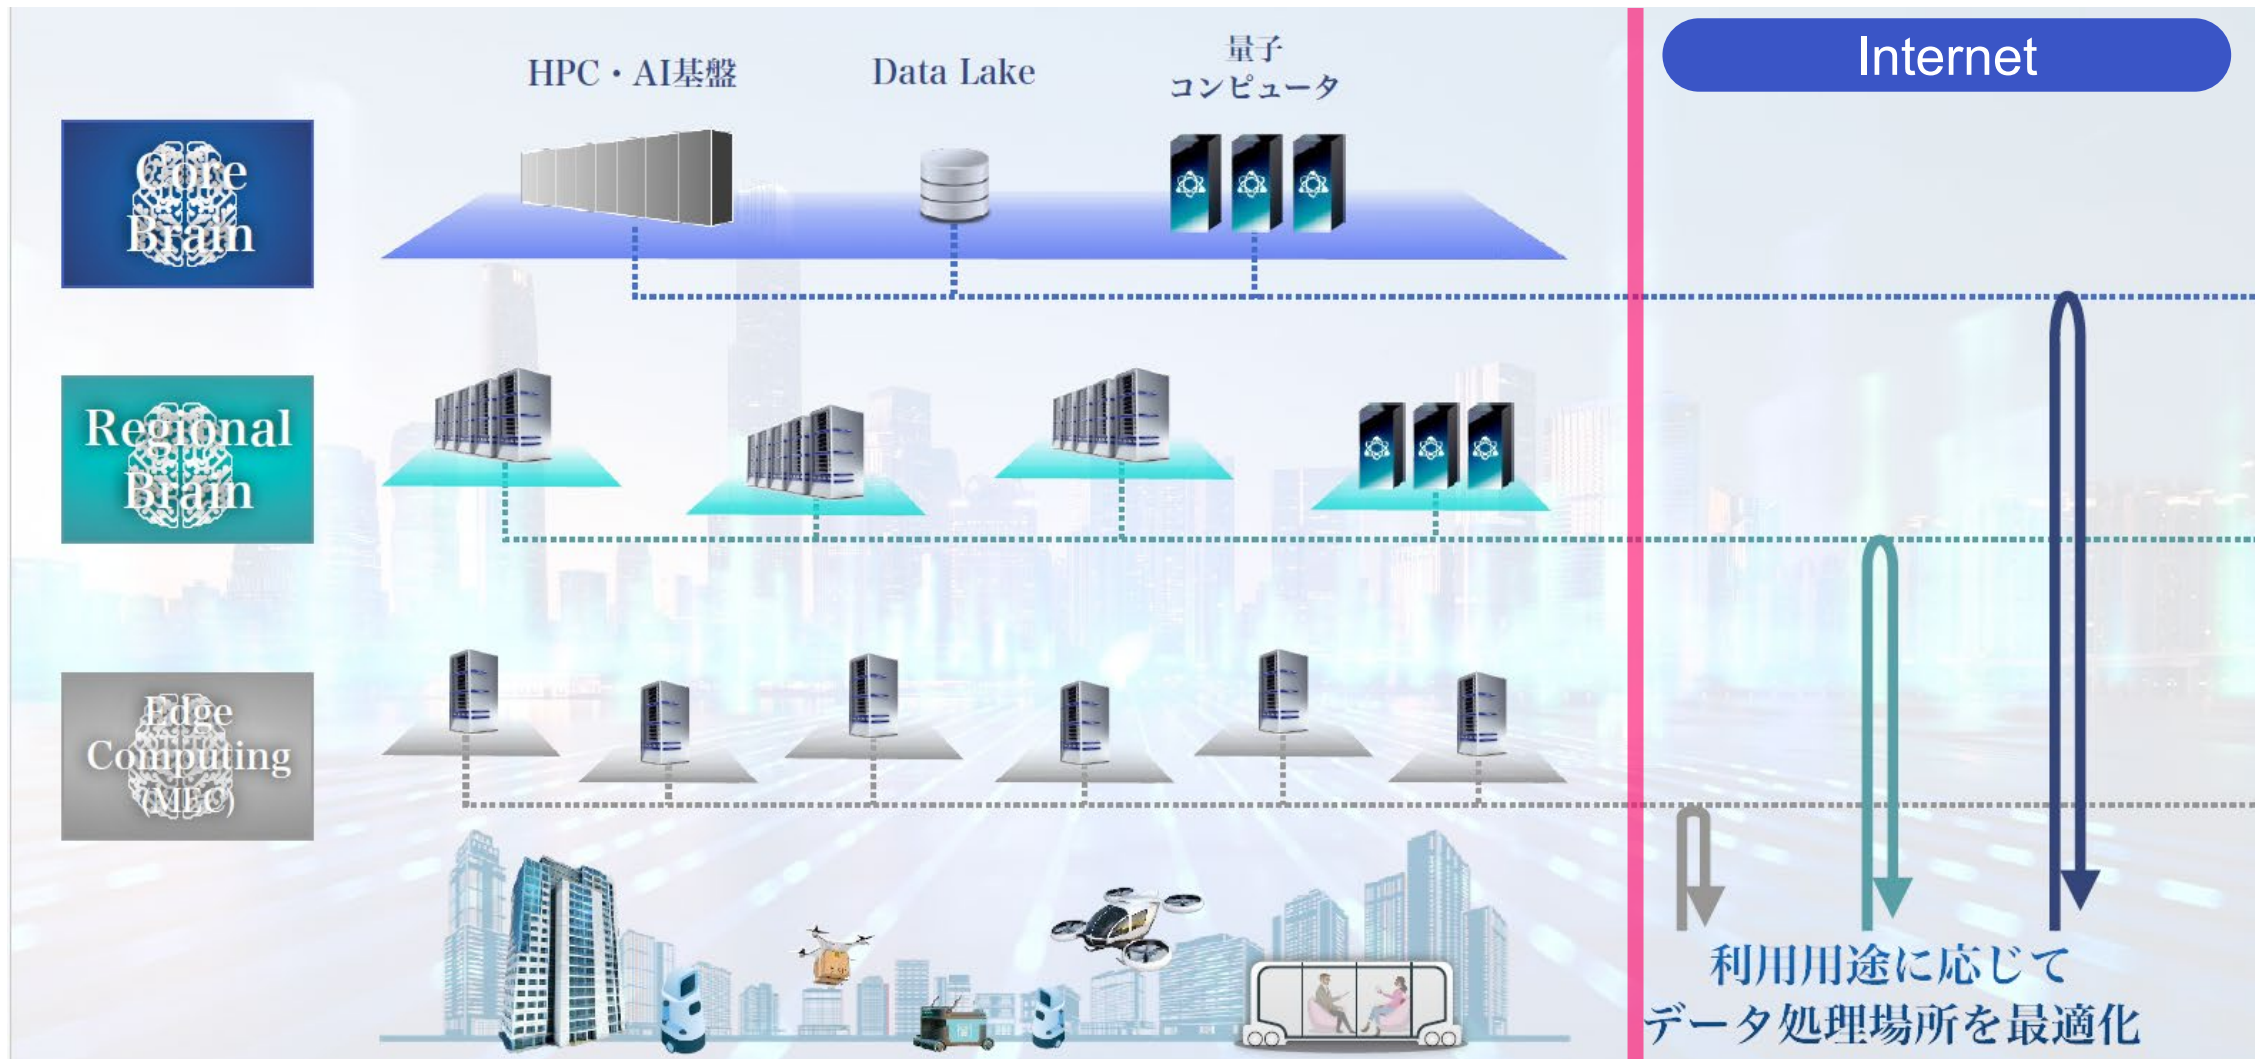 HPC・AI基盤
Data Lake
量子
コンピュータ
Internet
Core
Brain
Regional
Brain
Edge
Computing
(MEC)
利用用途に応じて
データ処理場所を最適化